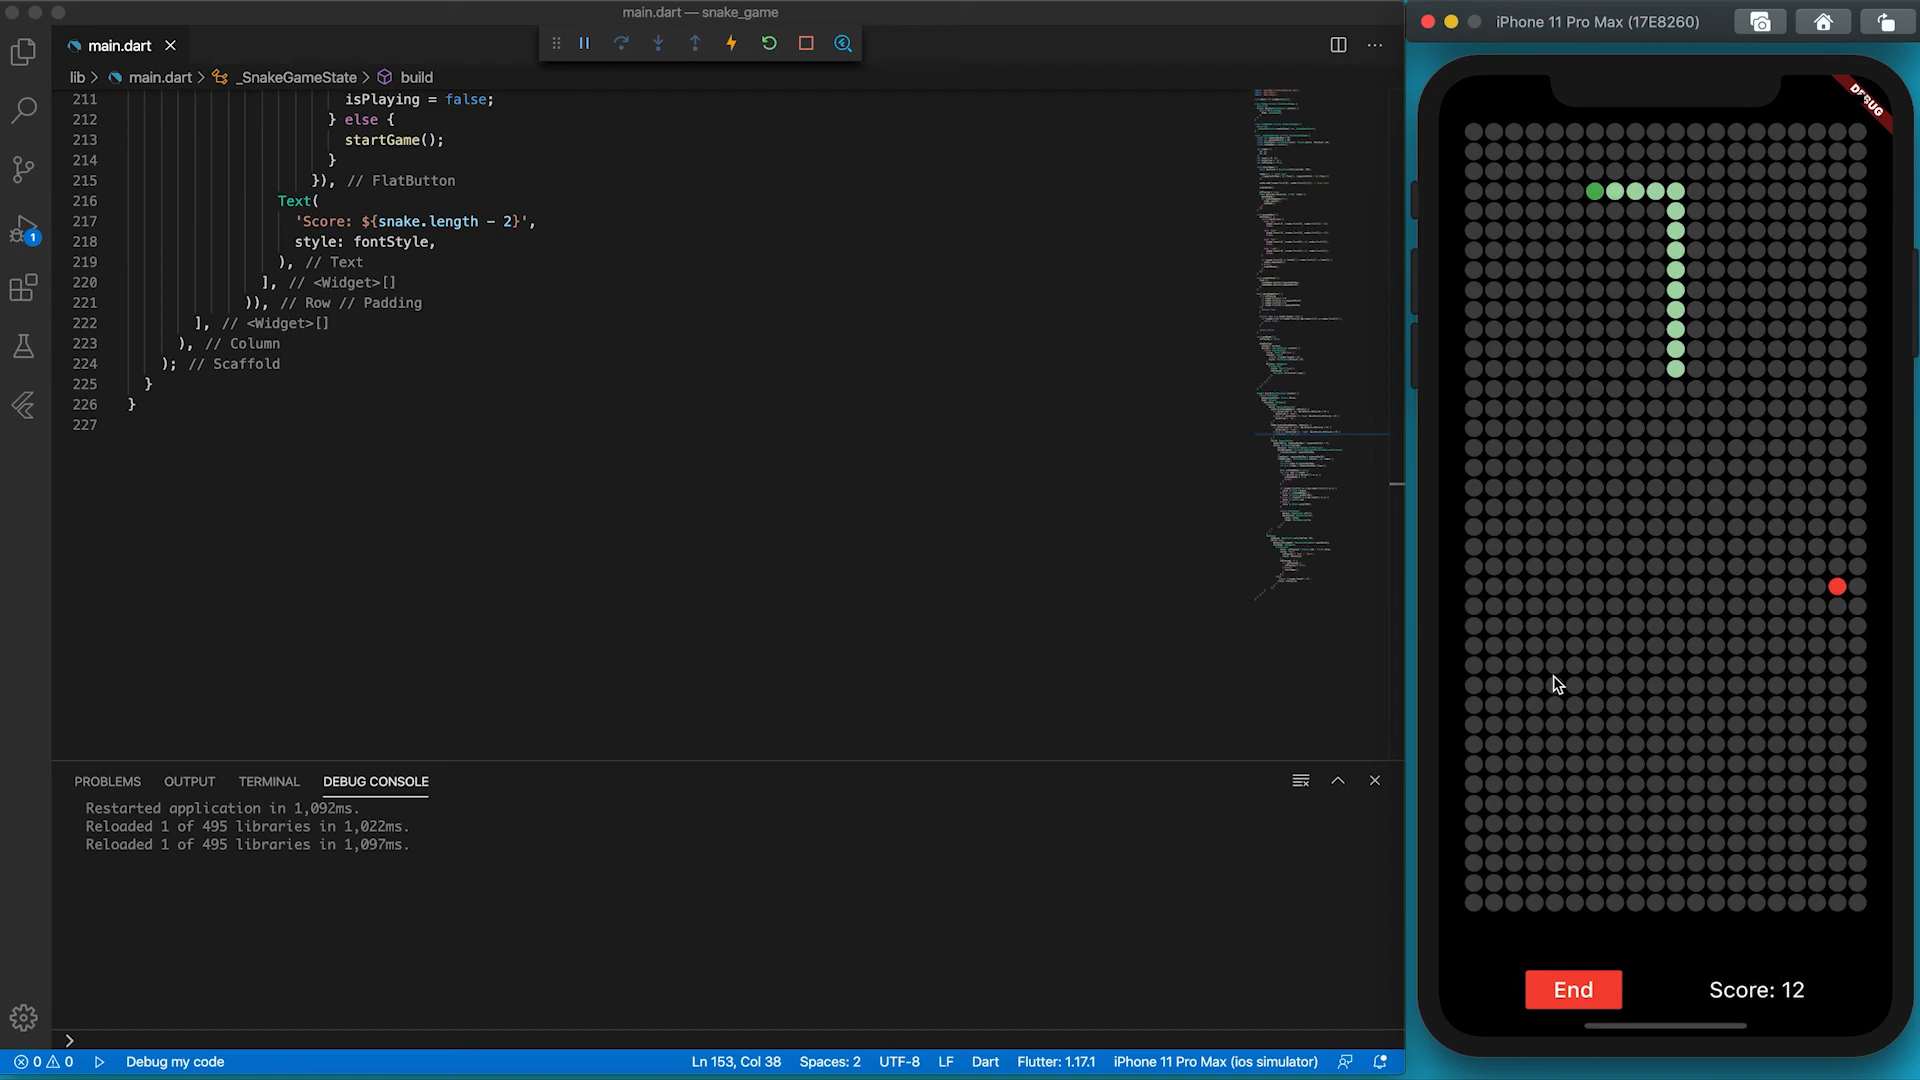 main.dart — snake_game
main.dart
lib > main.dart > _SnakeGameState > build
211 isPlaying = false;
212 } else {
213 startGame();
214 }
215 }), // FlatButton
216 Text(
217 'Score: ${snake.length - 2}',
218 style: fontStyle,
219 ), // Text
220 ], // <Widget>[]
221 )), // Row // Padding
222 ], // <Widget>[]
223 ), // Column
224 ); // Scaffold
225 }
226 }
227
1
PROBLEMS OUTPUT TERMINAL DEBUG CONSOLE
Restarted application in 1,092ms.
Reloaded 1 of 495 libraries in 1,022ms.
Reloaded 1 of 495 libraries in 1,097ms.
>
0 0 Debug my code Ln 153, Col 38 Spaces: 2 UTF-8 LF Dart Flutter: 1.17.1 iPhone 11 Pro Max (ios simulator)
iPhone 11 Pro Max (17E8260)
DEBUG
End Score: 12